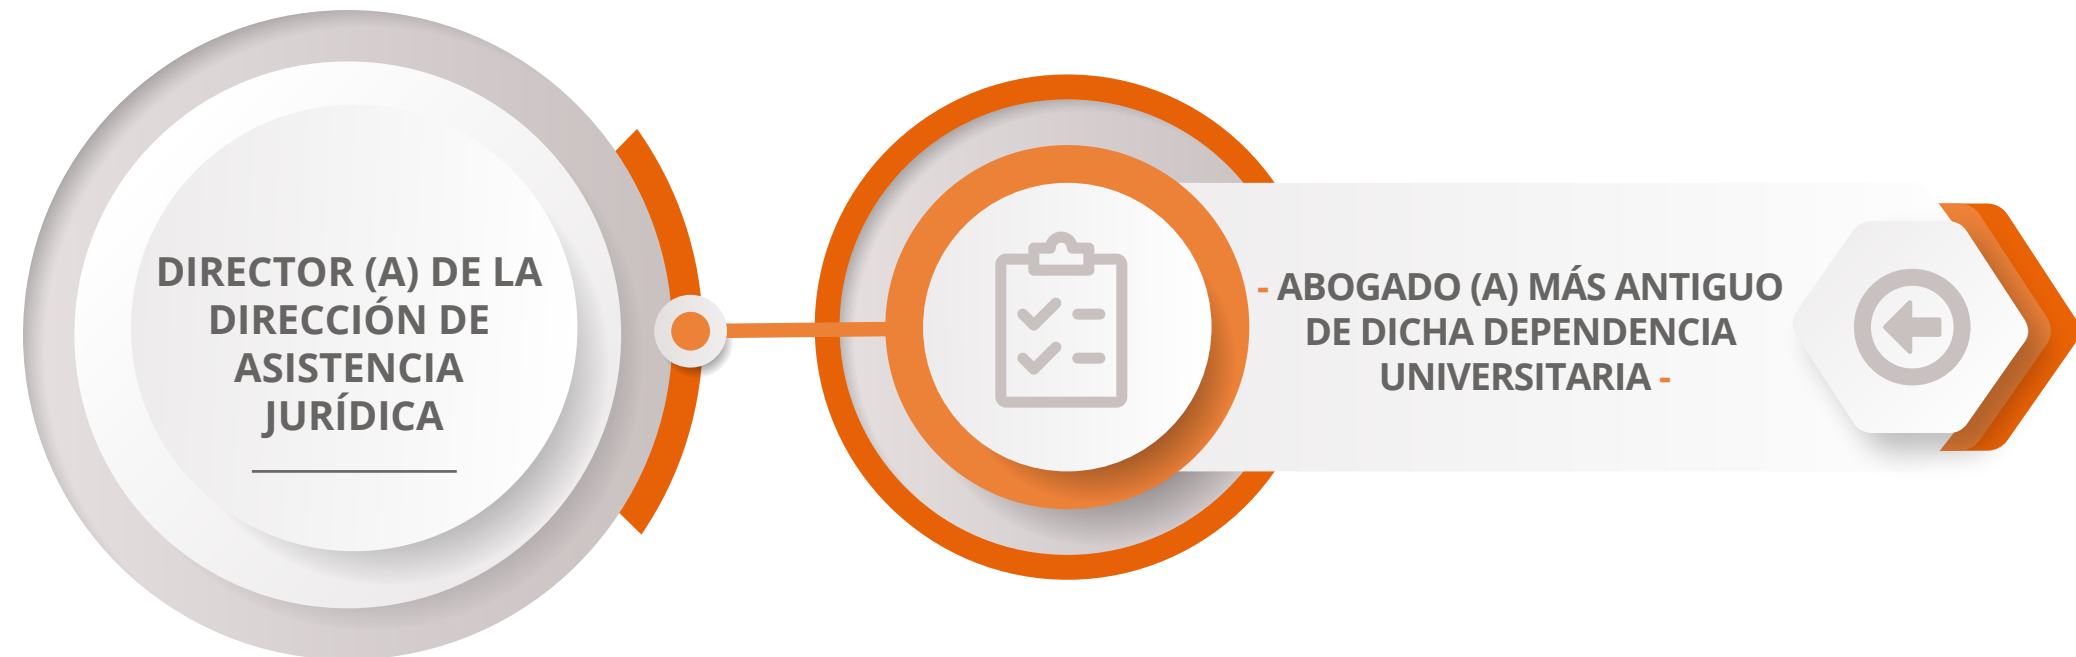 DIRECTOR (A) DE LA
DIRECCIÓN DE
ASISTENCIA
JURÍDICA
- ABOGADO (A) MÁS ANTIGUO
DE DICHA DEPENDENCIA
UNIVERSITARIA -